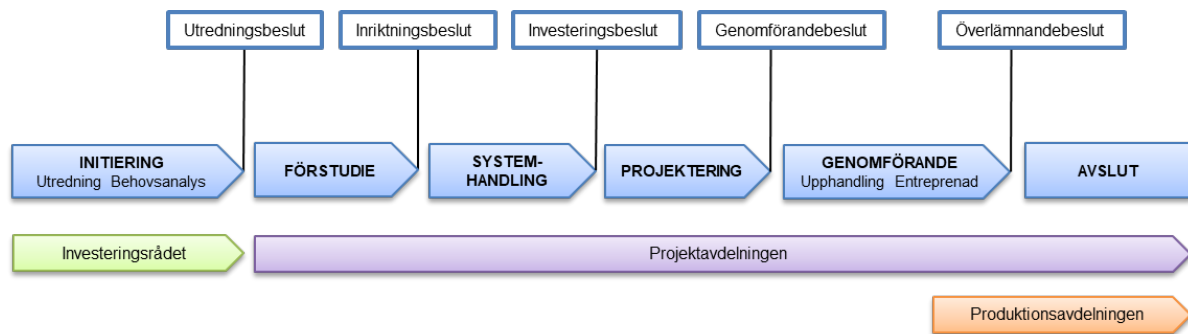 Utredningsbeslut
Inriktningsbeslut
Investeringsbeslut
Genomförandebeslut
Överlämnandebeslut
INITIERING
Utredning Behovsanalys
FÖRSTUDIE
SYSTEM-
HANDLING
PROJEKTERING
GENOMFÖRANDE
Upphandling Entreprenad
AVSLUT
Investeringsrådet
Projektavdelningen
Produktionsavdelningen